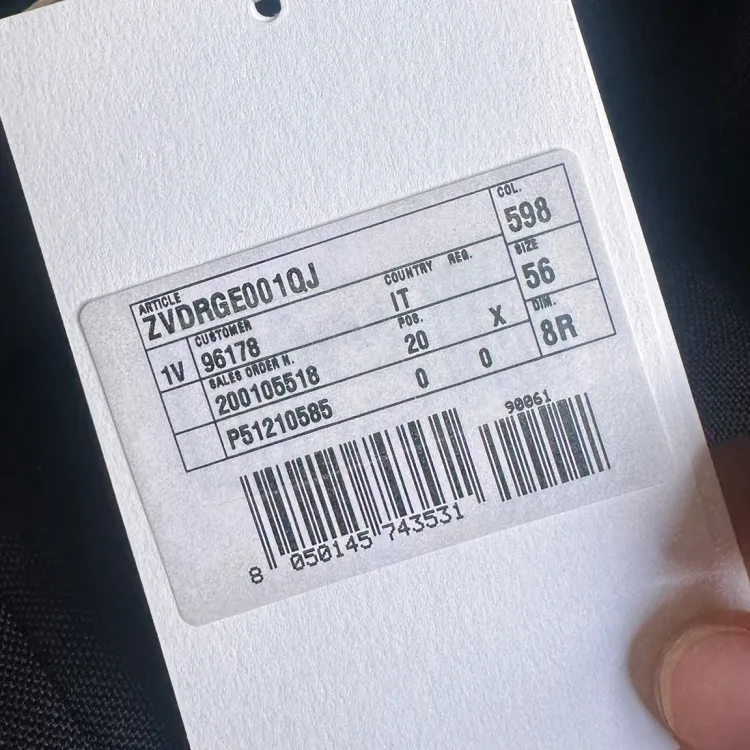 ARTICLE
ZVDRGE001QJ
COL.
598
CUSTOMER
COUNTRY REG.
SIZE
1V 96178 IT 56
SALES ORDER N.
POS.
DIM.
200105518 20 X 8R
P51210585 0 0
90061
8 050145 743531